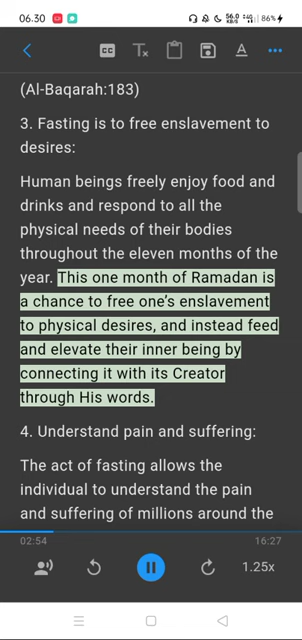 06.30
56.0 KB/S
86%
CC
A
(Al-Baqarah:183)
3. Fasting is to free enslavement to
desires:
Human beings freely enjoy food and
drinks and respond to all the
physical needs of their bodies
throughout the eleven months of the
year. This one month of Ramadan is
a chance to free one's enslavement
to physical desires, and instead feed
and elevate their inner being by
connecting it with its Creator
through His words.
4. Understand pain and suffering:
The act of fasting allows the
individual to understand the pain
and suffering of millions around the
02:54
16:27
1.25x